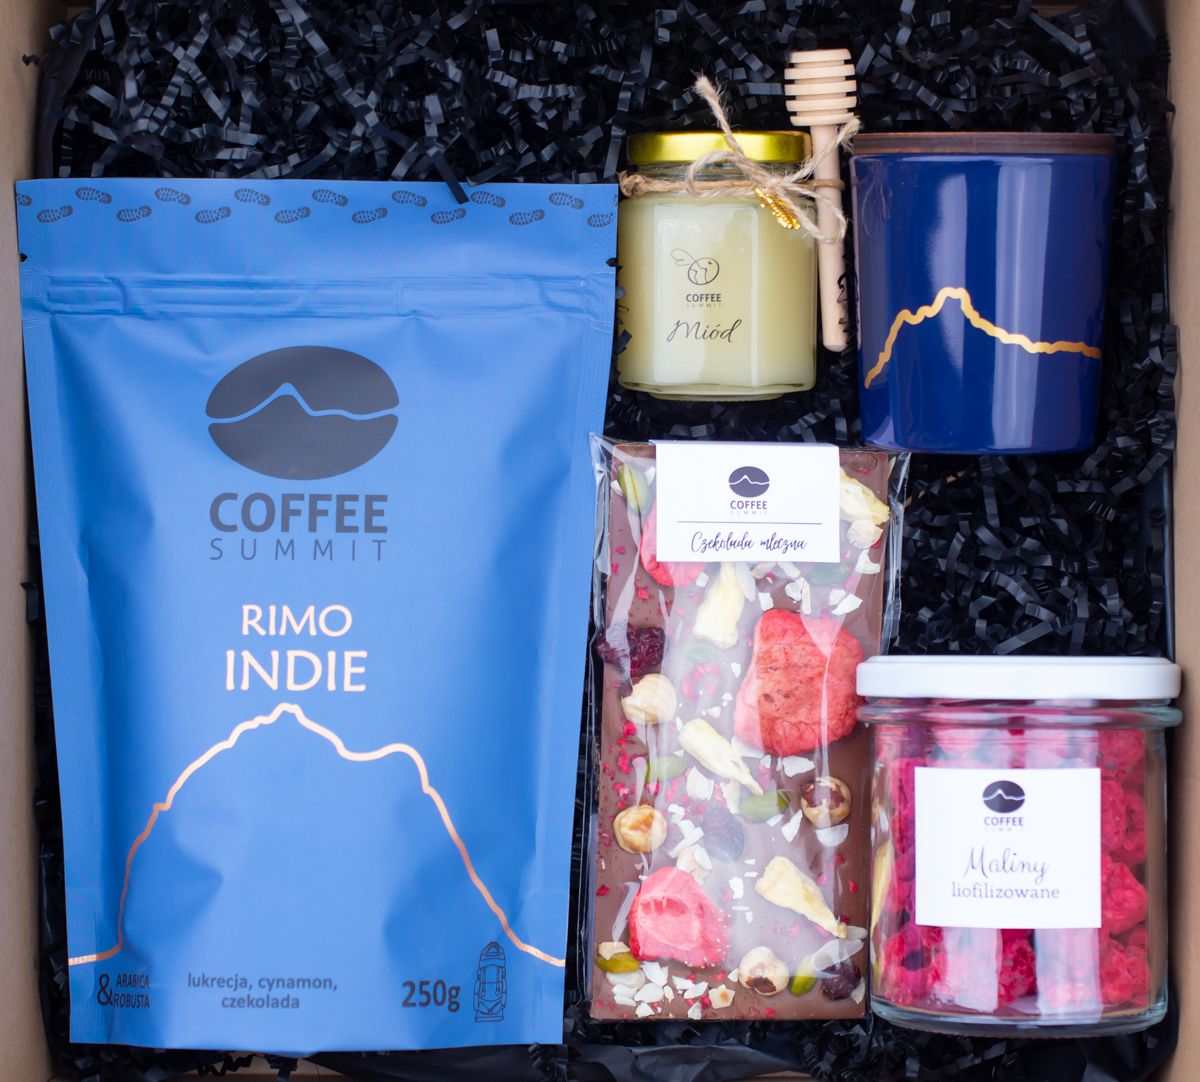 COFFEE
SUMMIT
RIMO
INDIE
& ARABICA
ROBUSTA
lukrecja, cynamon,
czekolada
250g
COFFEE
SUMMIT
Miód
COFFEE
SUMMIT
Czekolada mleczna
COFFEE
SUMMIT
Maliny
liofilizowane